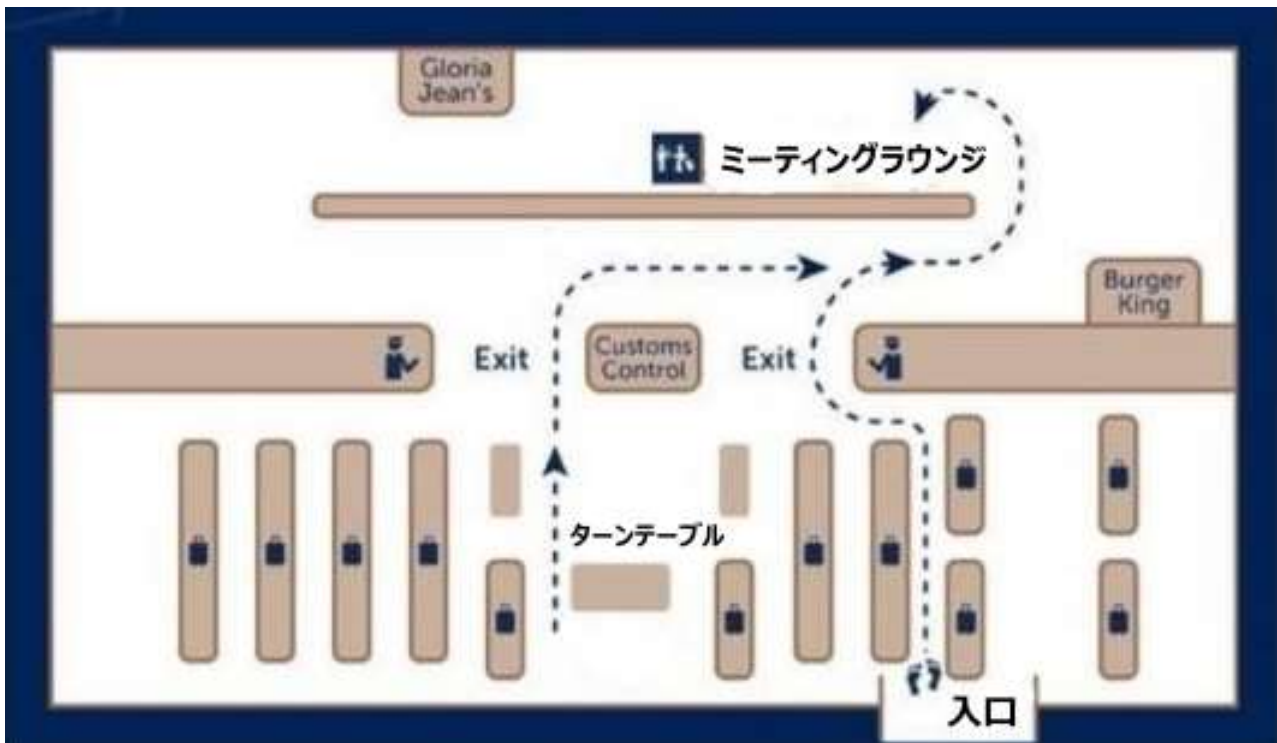 Gloria
Jean's
ミーティングラウンジ
Burger
King
Exit
Customs
Control
Exit
ターンテーブル
入口